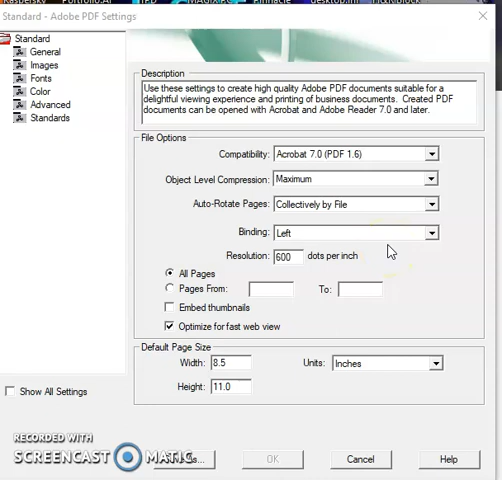 Standard - Adobe PDF Settings
Standard
General
Images
Fonts
Color
Advanced
Standards
Show All Settings
Description
Use these settings to create high quality Adobe PDF documents suitable for a
delightful viewing experience and printing of business documents. Created PDF
documents can be opened with Acrobat and Adobe Reader 7.0 and later.
File Options
Compatibility: Acrobat 7.0 (PDF 1.6)
Object Level Compression: Maximum
Auto-Rotate Pages: Collectively by File
Binding: Left
Resolution: 600 dots per inch
All Pages
Pages From: To:
Embed thumbnails
Optimize for fast web view
Default Page Size
Width: 8.5 Units: Inches
Height: 11.0
RECORDED WITH
SCREENCAST MATIC
OK Cancel Help